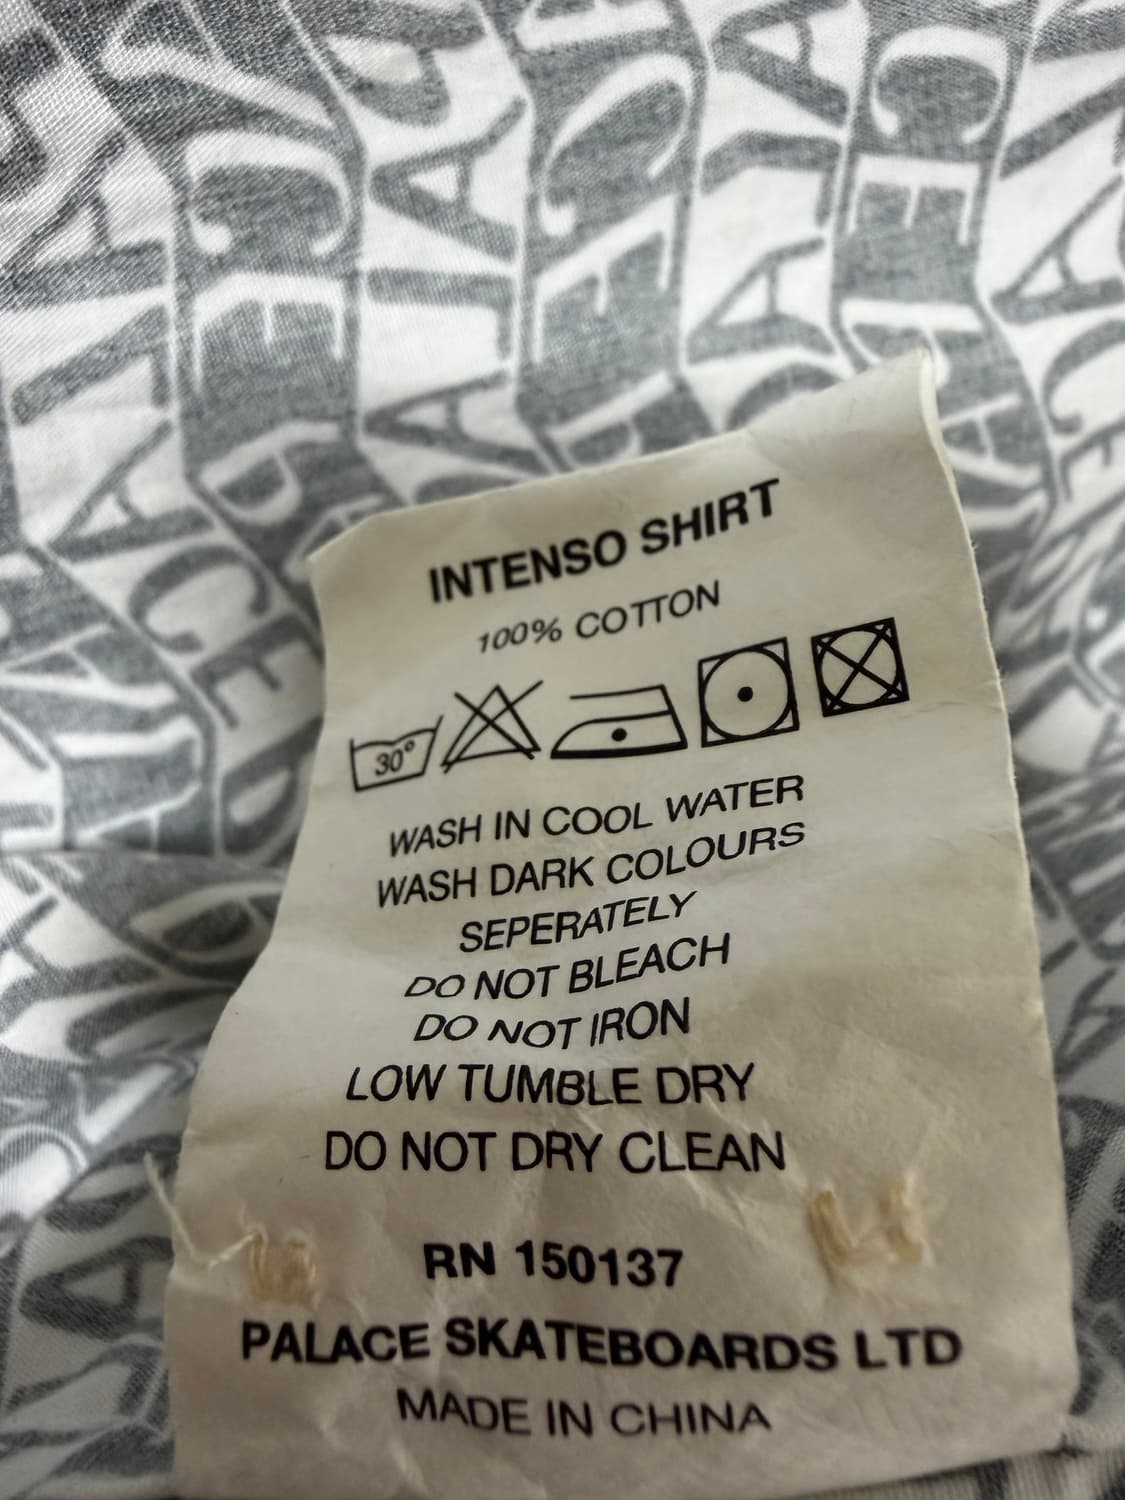 INTENSO SHIRT
100% COTTON
30°
WASH IN COOL WATER
WASH DARK COLOURS
SEPERATELY
DO NOT BLEACH
DO NOT IRON
LOW TUMBLE DRY
DO NOT DRY CLEAN
RN 150137
PALACE SKATEBOARDS LTD
MADE IN CHINA